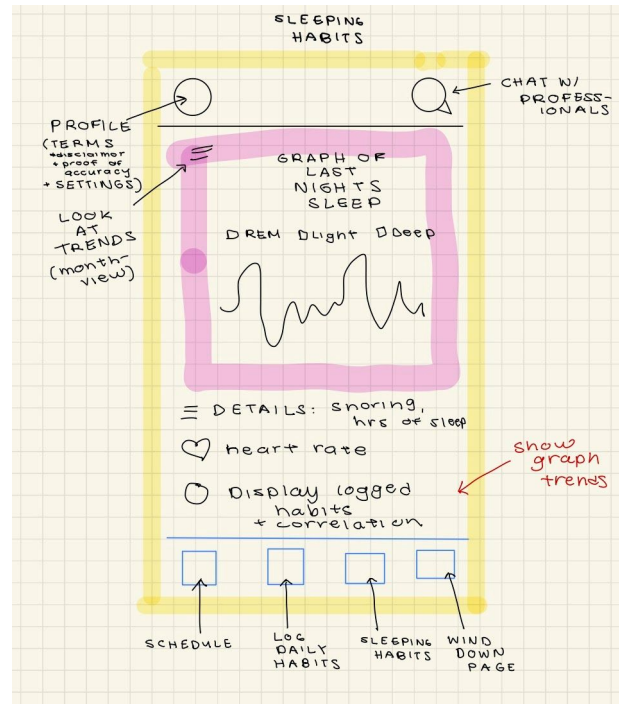 SLEEPING
HABITS
CHAT W/
PROFESS-
IONALS
PROFILE
(TERMS
+disclaimor
+ proof of
accuracy
+ SETTINGS)
LOOK
AT
TRENDS
(month-
view)
GRAPH OF
LAST
NIGHTS
SLEEP
REM Light Deep
DETAILS: snoring,
hrs of sleep
heart rate
Display logged
habits
+ correlation
show
graph
trends
SCHEDULE
LOG
DAILY
HABITS
SLEEPING
HABITS
WIND
DOWN
PAGE